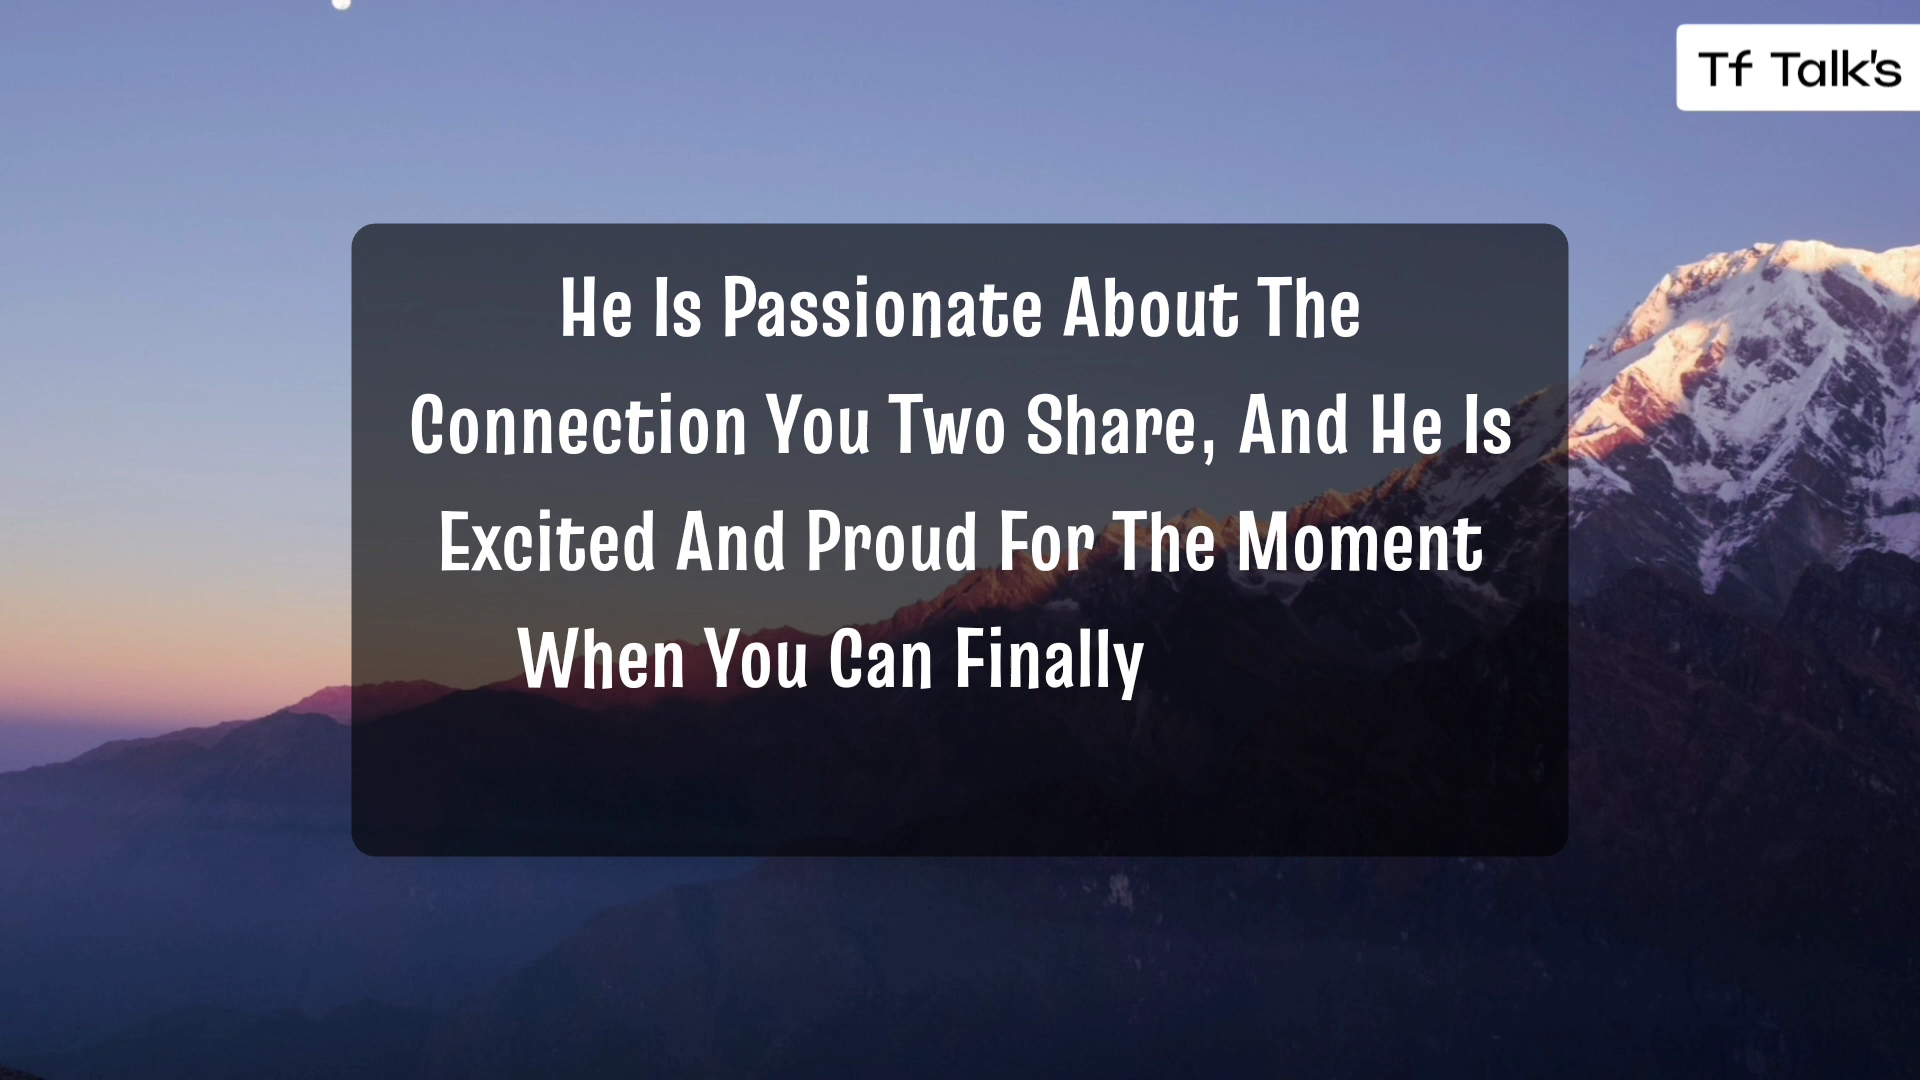 Tf Talk's
He Is Passionate About The
Connection You Two Share, And He Is
Excited And Proud For The Moment
When You Can Finally